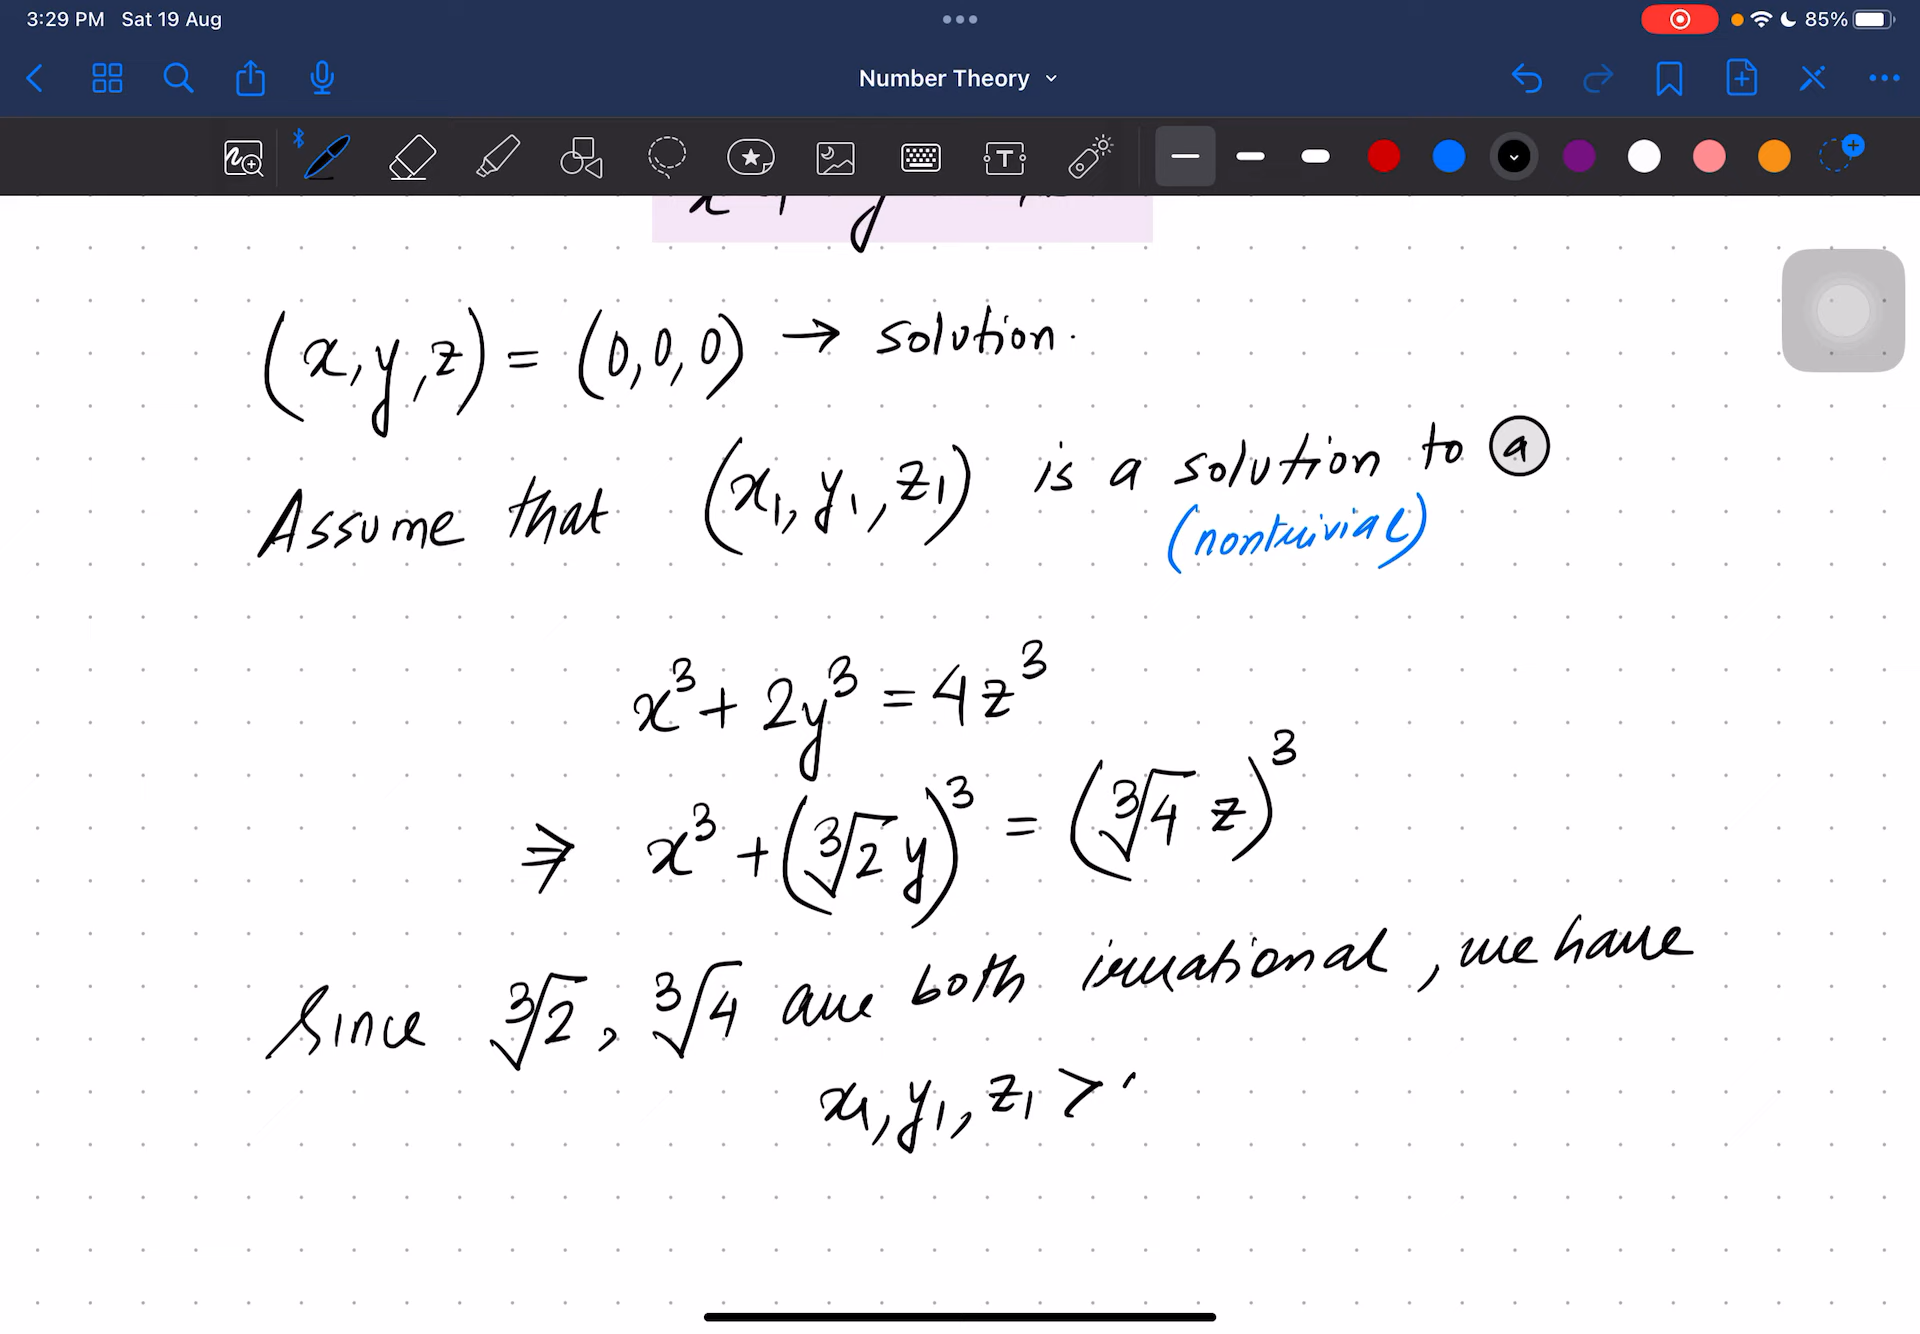 3:29 PM Sat 19 Aug
85%
Number Theory
T
(x, y, z) = (0, 0, 0) → solution.
Assume that (x₁, y₁, z₁) is a solution to ⓐ
(nontrivial)
x³ + 2y³ = 4z³
⇒ x³ + (∛2 y)³ = (∛4 z)³
Since ∛2, ∛4 are both irrational, we have
x₁, y₁, z₁ >